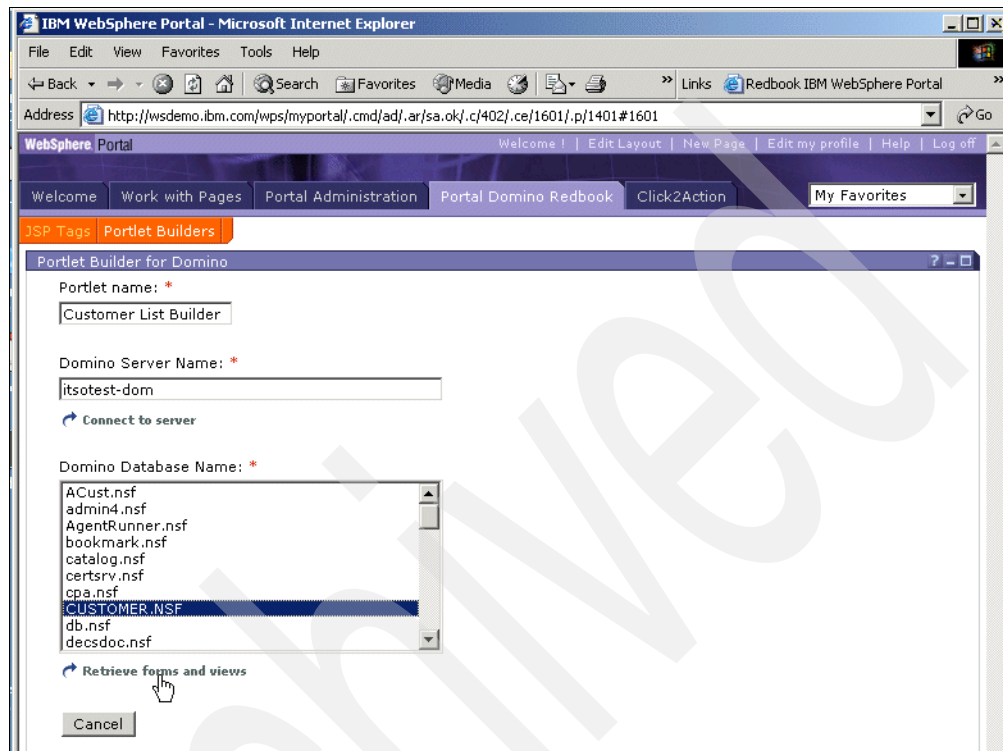 IBM WebSphere Portal - Microsoft Internet Explorer
File Edit View Favorites Tools Help
Back Search Favorites Media » Links Redbook IBM WebSphere Portal »
Address http://wsdemo.ibm.com/wps/myportal/.cmd/ad/.ar/sa.ok/.c/402/.ce/1601/.p/1401#1601 Go
WebSphere Portal Welcome ! | Edit Layout | New Page | Edit my profile | Help | Log off
Welcome Work with Pages Portal Administration Portal Domino Redbook Click2Action My Favorites
JSP Tags Portlet Builders
Portlet Builder for Domino ?
Portlet name: *
Customer List Builder
Domino Server Name: *
itsotest-dom
Connect to server
Domino Database Name: *
ACust.nsf
admin4.nsf
AgentRunner.nsf
bookmark.nsf
catalog.nsf
certsrv.nsf
cpa.nsf
CUSTOMER.NSF
db.nsf
decsdoc.nsf
Retrieve forms and views
Cancel